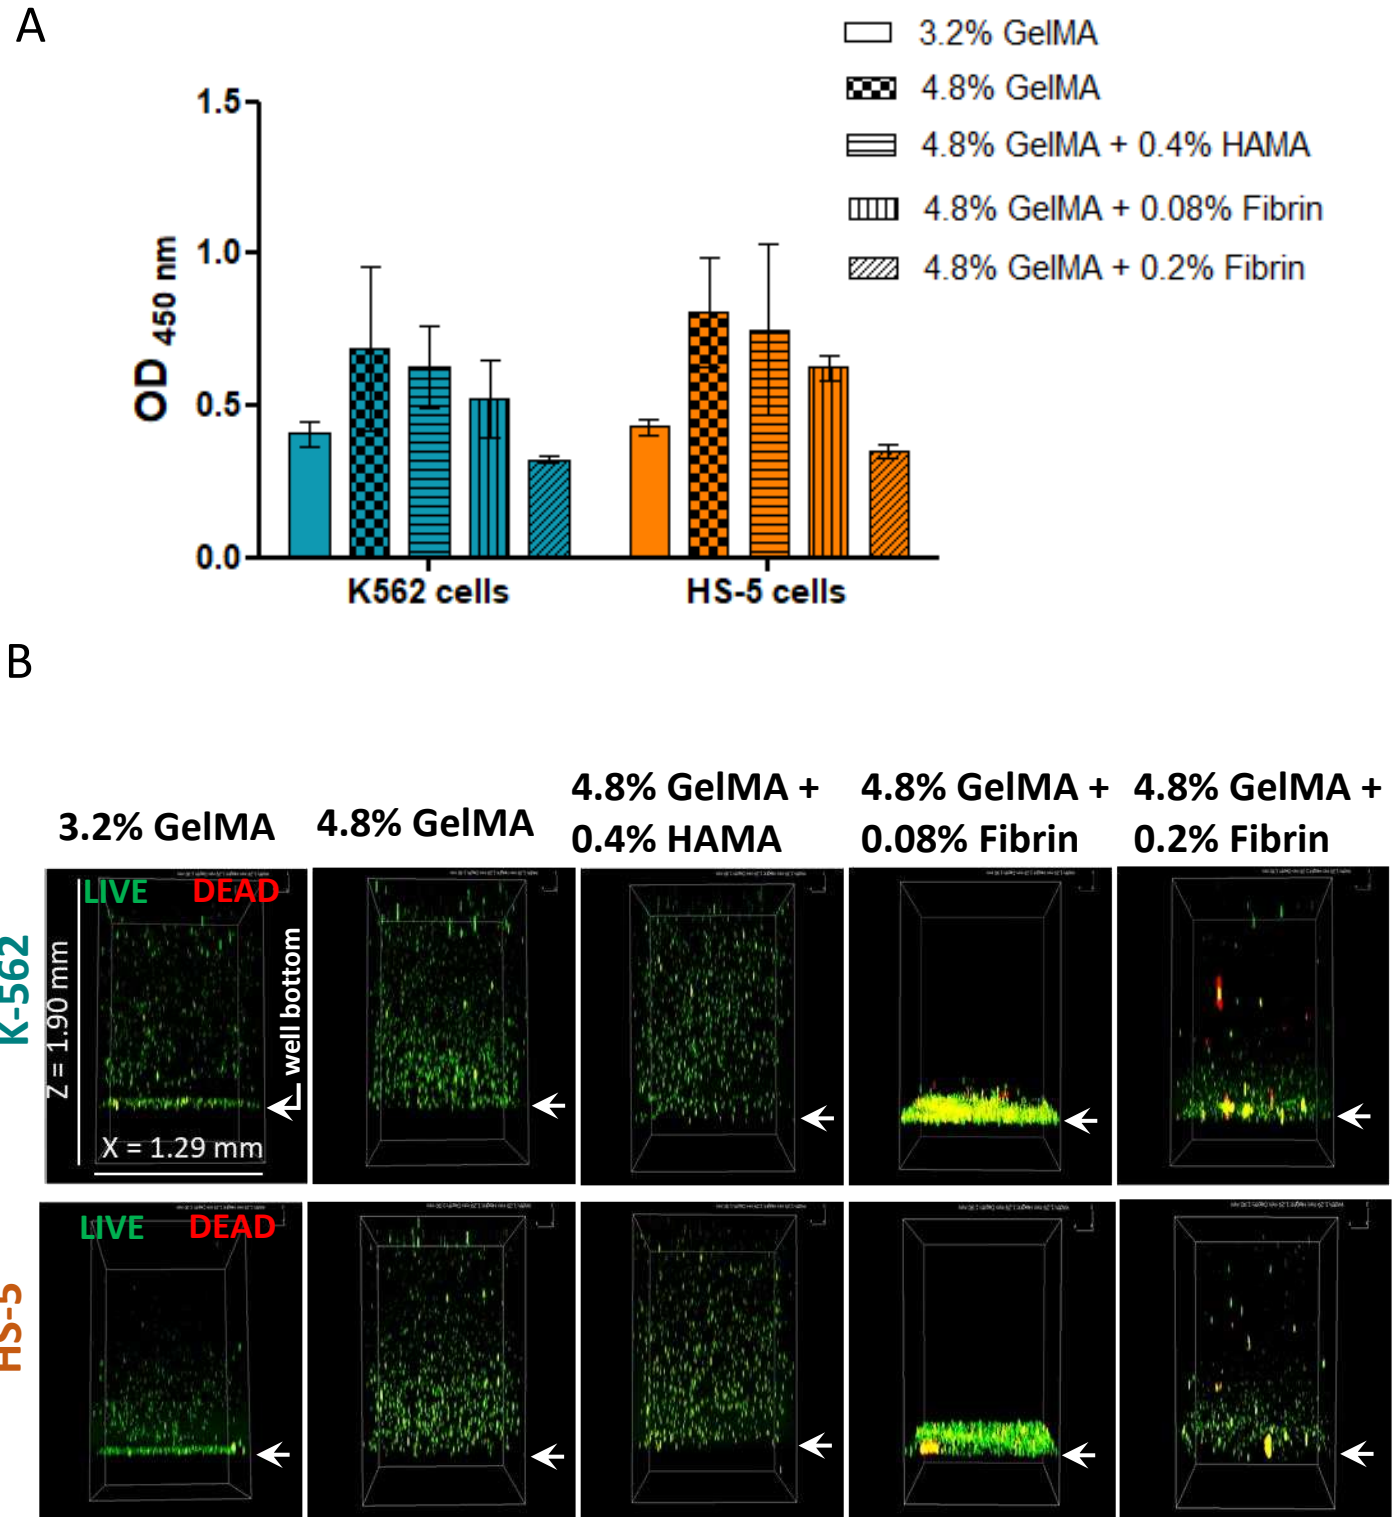 A
3.2% GelMA
4.8% GelMA
4.8% GelMA + 0.4% HAMA
4.8% GelMA + 0.08% Fibrin
4.8% GelMA + 0.2% Fibrin
1.5
1.0
0.5
0.0
OD 450 nm
K562 cells
HS-5 cells
B
3.2% GelMA
4.8% GelMA
4.8% GelMA +
0.4% HAMA
4.8% GelMA +
0.08% Fibrin
4.8% GelMA +
0.2% Fibrin
K-562
LIVE DEAD
Z = 1.90 mm
well bottom
X = 1.29 mm
HS-5
LIVE DEAD